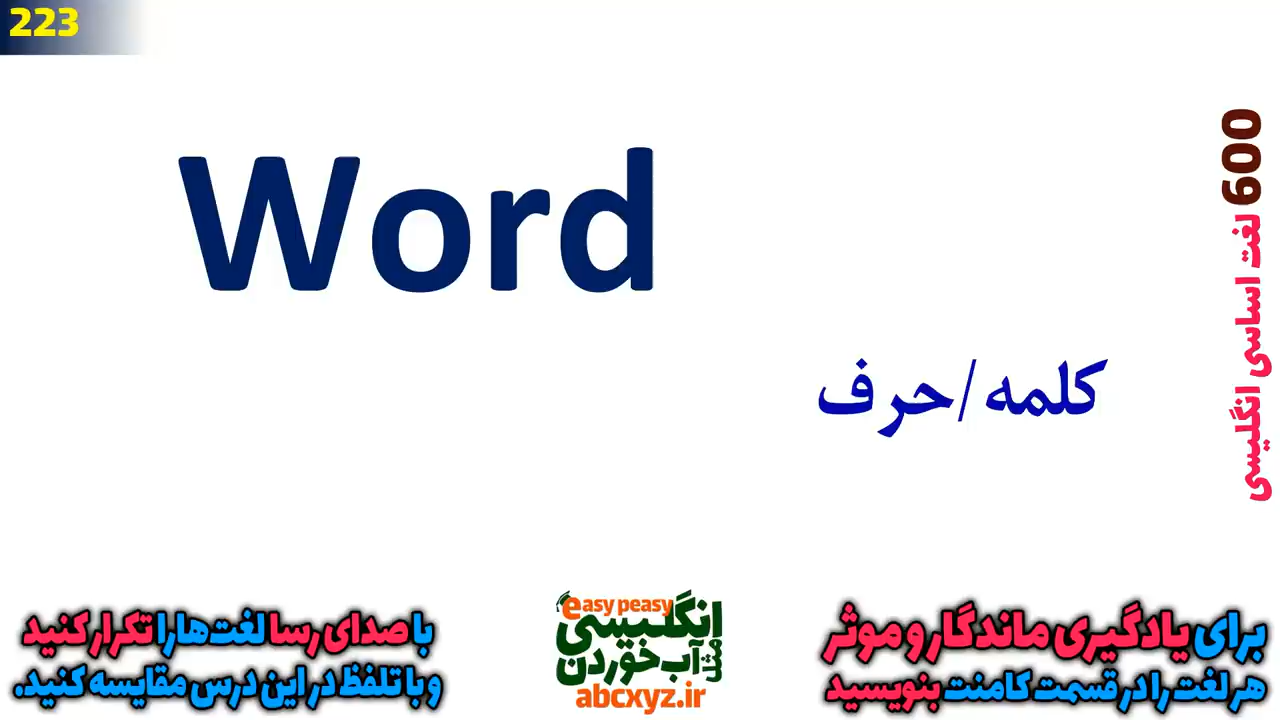 223
Word
کلمه/حرف
600 لغت اساسی انگلیسی
برای یادگیری ماندگار و موثر
هر لغت را در قسمت کامنت بنویسید
easy peasy
انگلیسی
مثل
آب خوردن
abcxyz.ir
با صدای رسا لغت‌ها را تکرار کنید
و با تلفظ در این درس مقایسه کنید.